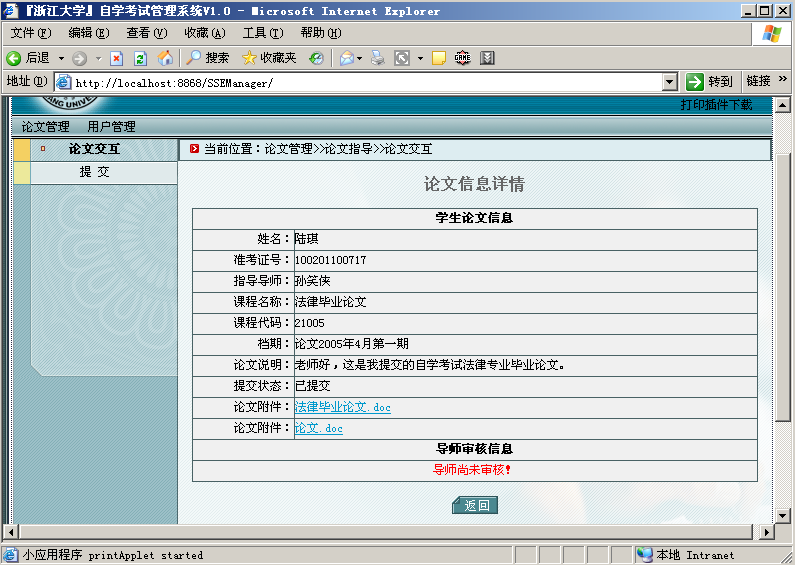 『浙江大学』自学考试管理系统V1.0 - Microsoft Internet Explorer
文件(F) 编辑(E) 查看(V) 收藏(A) 工具(T) 帮助(H)
后退 搜索 收藏夹
地址(D) http://localhost:8868/SSEManager/ 转到 链接 »
ANG UNIVE
打印插件下载
论文管理 用户管理
论文交互
提 交
当前位置：论文管理>>论文指导>>论文交互
论文信息详情
学生论文信息
姓名：陆琪
准考证号：100201100717
指导导师：孙笑侠
课程名称：法律毕业论文
课程代码：21005
档期：论文2005年4月第一期
论文说明：老师好，这是我提交的自学考试法律专业毕业论文。
提交状态：已提交
论文附件：法律毕业论文.doc
论文附件：论文.doc
导师审核信息
导师尚未审核！
返回
小应用程序 printApplet started 本地 Intranet